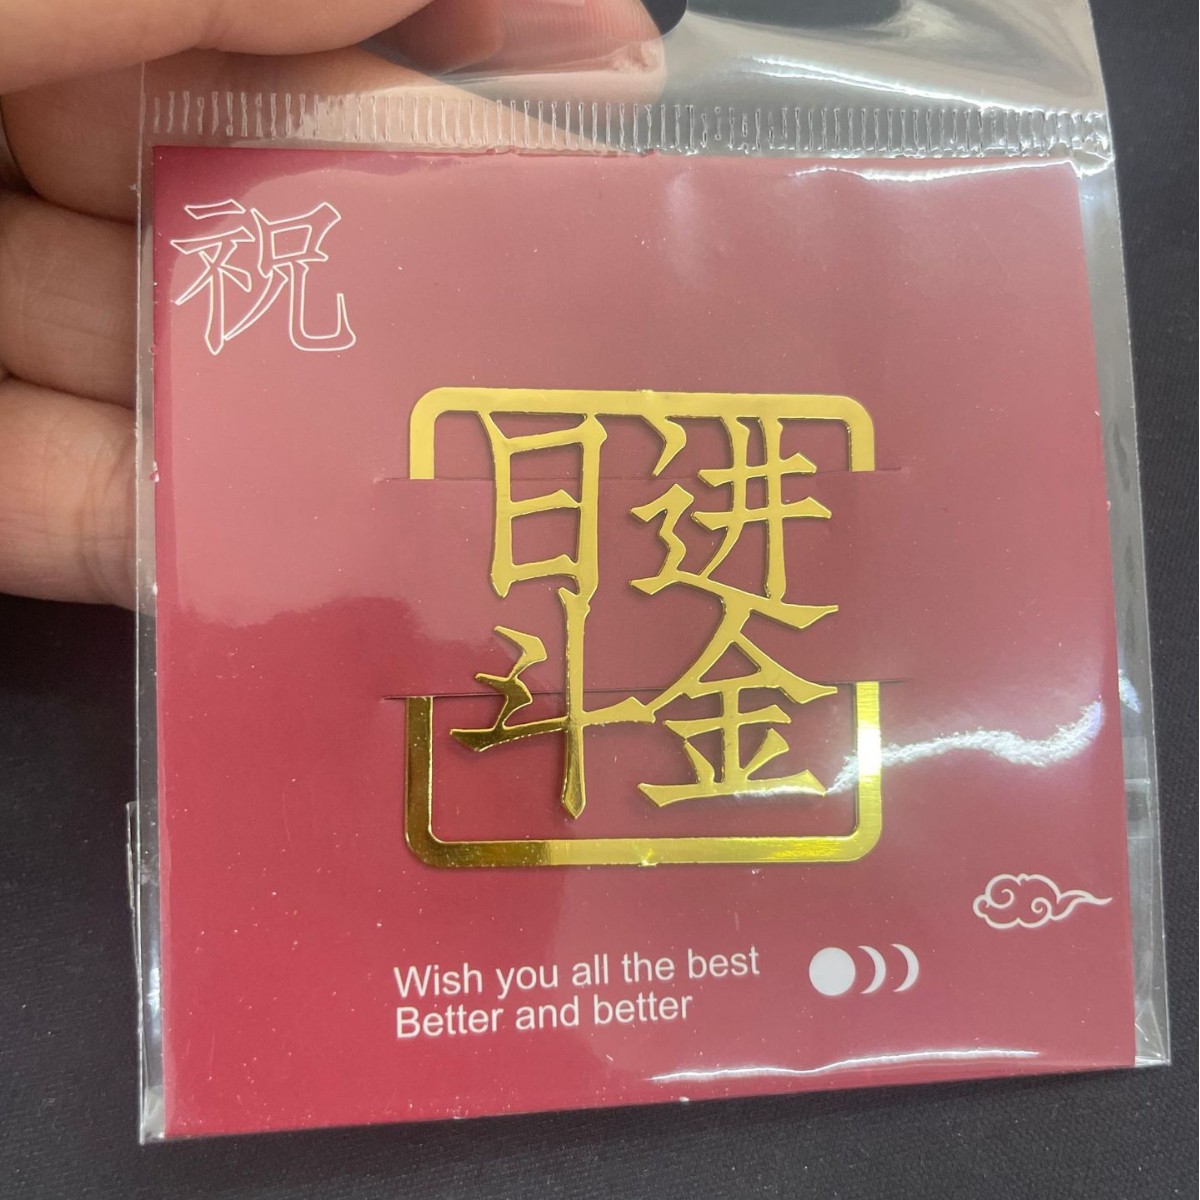 祝
日进
斗金
Wish you all the best
Better and better